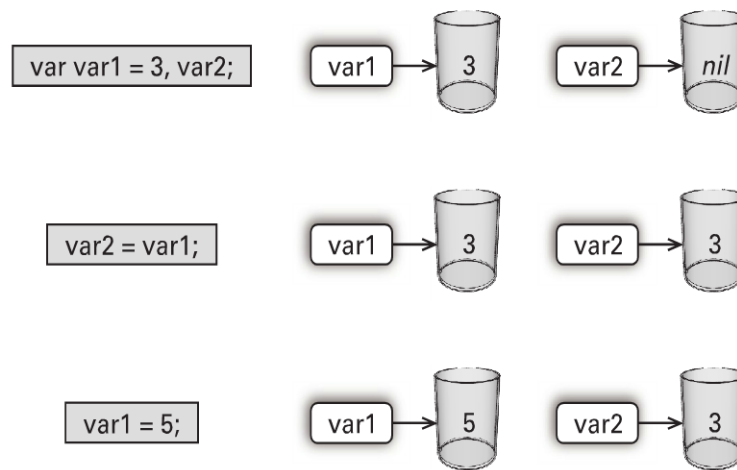 var var1 = 3, var2;
var1
3
var2
nil
var2 = var1;
var1
3
var2
3
var1 = 5;
var1
5
var2
3